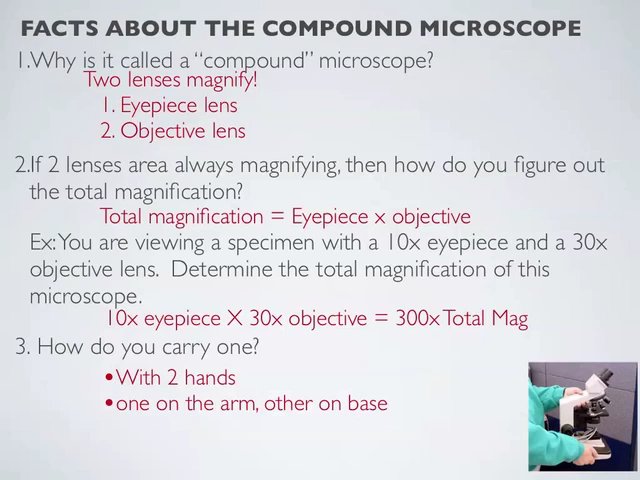 FACTS ABOUT THE COMPOUND MICROSCOPE
1.Why is it called a “compound” microscope?
Two lenses magnify!
1. Eyepiece lens
2. Objective lens
2.If 2 lenses area always magnifying, then how do you figure out
the total magnification?
Total magnification = Eyepiece x objective
Ex: You are viewing a specimen with a 10x eyepiece and a 30x
objective lens. Determine the total magnification of this
microscope.
10x eyepiece X 30x objective = 300x Total Mag
3. How do you carry one?
•With 2 hands
•one on the arm, other on base